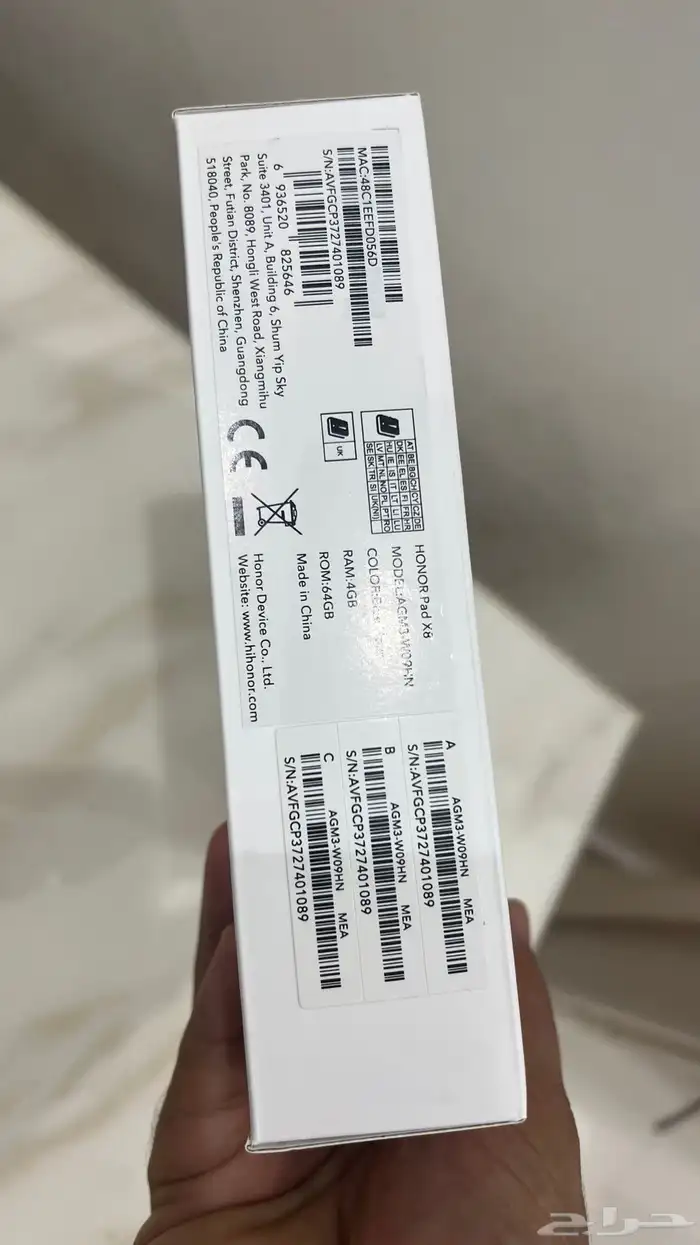 MAC:48C1EEFD056D
S/N:AVFGCP3727401089
6 936520 825646
Suite 3401, Unit A, Building 6, Shum Yip Sky
Park, No. 8089, Hongli West Road, Xiangmihu
Street, Futian District, Shenzhen, Guangdong
518040, People's Republic of China
AT BE BG CH CY CZ DE
DK EE EL ES FI FR HR
HU IE IS IT LT LI LU
LV MT NL NO PL PT RO
SE SK TR SI UK(NI)
UK
CE
HONOR Pad X8
MODEL:AGM3-W09HN
COLOR:
RAM:4GB
ROM:64GB
Made in China
Honor Device Co., Ltd.
Website: www.hihonor.com
A
AGM3-W09HN MEA
S/N:AVFGCP3727401089
B
AGM3-W09HN MEA
S/N:AVFGCP3727401089
C
AGM3-W09HN MEA
S/N:AVFGCP3727401089
حراج